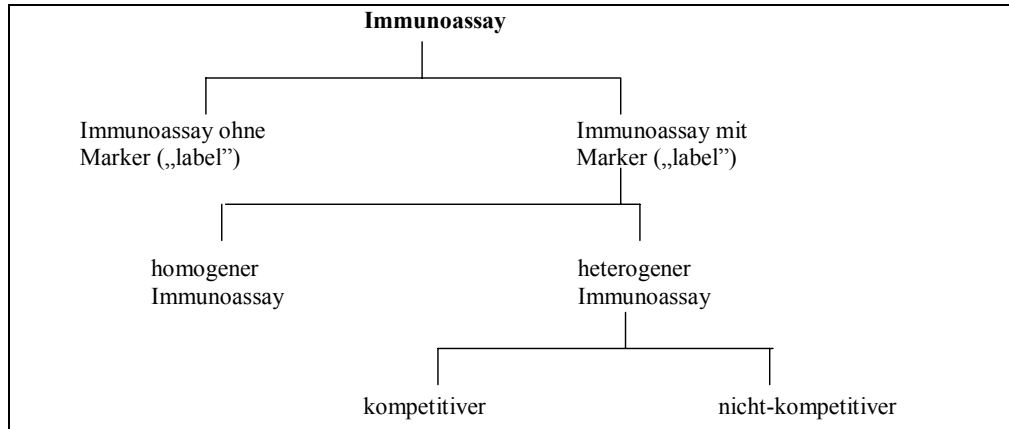 Immunoassay
Immunoassay ohne
Marker („label”)
Immunoassay mit
Marker („label”)
homogener
Immunoassay
heterogener
Immunoassay
kompetitiver
nicht-kompetitiver